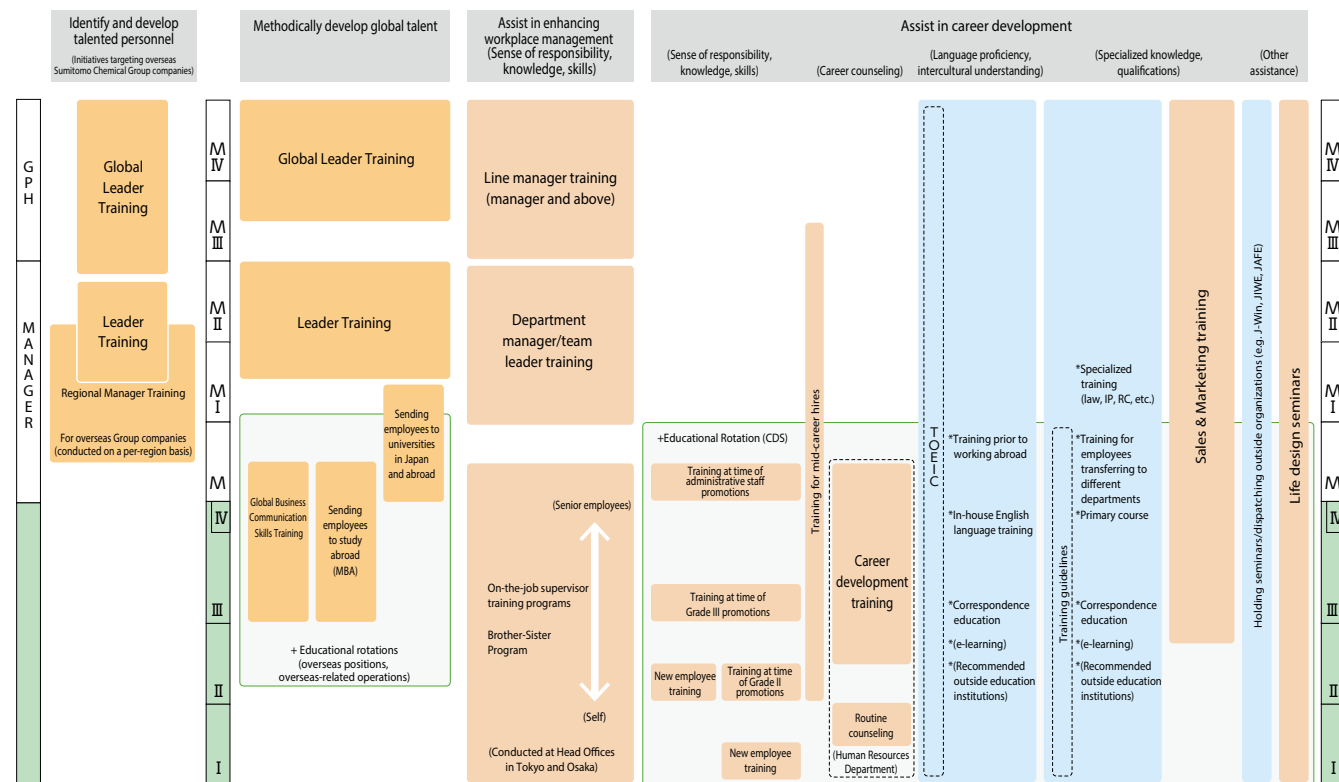 Identify and develop
talented personnel
(Initiatives targeting overseas
Sumitomo Chemical Group companies)
Methodically develop global talent
Assist in enhancing
workplace management
(Sense of responsibility,
knowledge, skills)
Assist in career development
(Sense of responsibility,
knowledge, skills)
(Career counseling)
(Language proficiency,
intercultural understanding)
(Specialized knowledge,
qualifications)
(Other
assistance)
GPH
MANAGER
Global
Leader
Training
Leader
Training
Regional Manager Training
For overseas Group companies
(conducted on a per-region basis)
M Ⅳ
M Ⅲ
M Ⅱ
M Ⅰ
M
Ⅳ
Ⅲ
Ⅱ
Ⅰ
Global Leader Training
Leader Training
Sending
employees to
universities
in Japan
and abroad
Global Business
Communication
Skills Training
Sending
employees
to study
abroad
(MBA)
+ Educational rotations
(overseas positions,
overseas-related operations)
Line manager training
(manager and above)
Department
manager/team
leader training
(Senior employees)
On-the-job supervisor
training programs
Brother-Sister
Program
(Self)
(Conducted at Head Offices
in Tokyo and Osaka)
+Educational Rotation (CDS)
Training at time of
administrative staff
promotions
Training at time of
Grade III promotions
New employee
training
Training at time
of Grade II
promotions
New employee
training
Training for mid-career hires
Career
development
training
Routine
counseling
(Human Resources
Department)
TOEIC
*Training prior to
working abroad
*In-house English
language training
*Correspondence
education
*(e-learning)
*(Recommended
outside education
institutions)
*Specialized
training
(law, IP, RC, etc.)
Training guidelines
*Training for
employees
transferring to
different
departments
*Primary course
*Correspondence
education
*(e-learning)
*(Recommended
outside education
institutions)
Sales & Marketing training
Holding seminars/dispatching outside organizations (e.g. J-Win, JIWE, JAFE)
Life design seminars
M Ⅳ
M Ⅲ
M Ⅱ
M Ⅰ
M
Ⅳ
Ⅲ
Ⅱ
Ⅰ